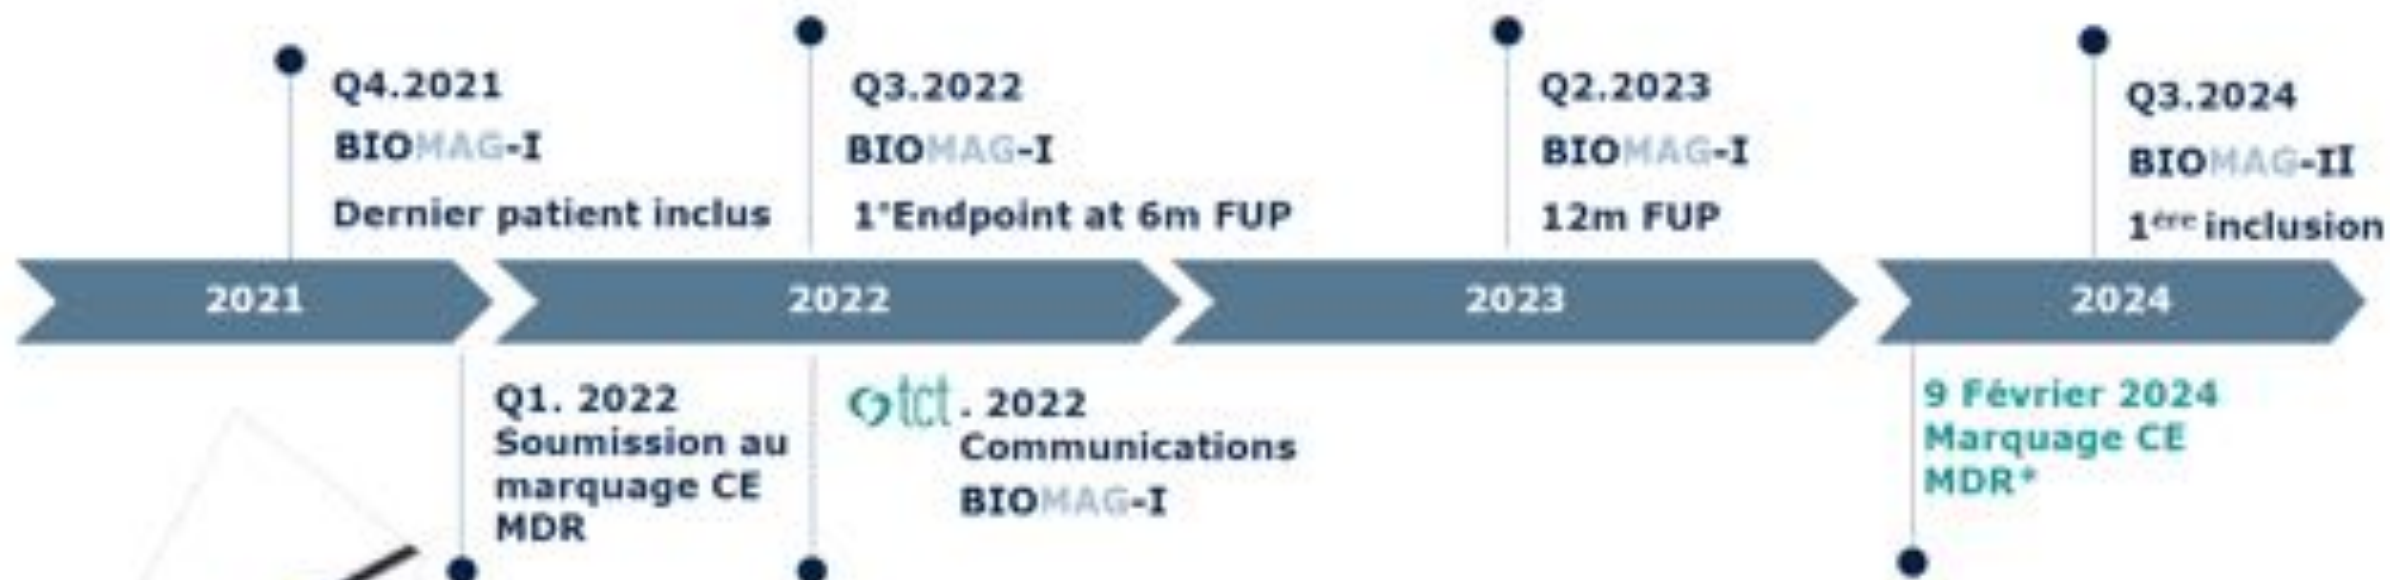 Q4.2021
BIOMAG-I
Dernier patient inclus
Q3.2022
BIOMAG-I
1°Endpoint at 6m FUP
Q2.2023
BIOMAG-I
12m FUP
Q3.2024
BIOMAG-II
1ère inclusion
2021
2022
2023
2024
Q1. 2022
Soumission au
marquage CE
MDR
tct . 2022
Communications
BIOMAG-I
9 Février 2024
Marquage CE
MDR*